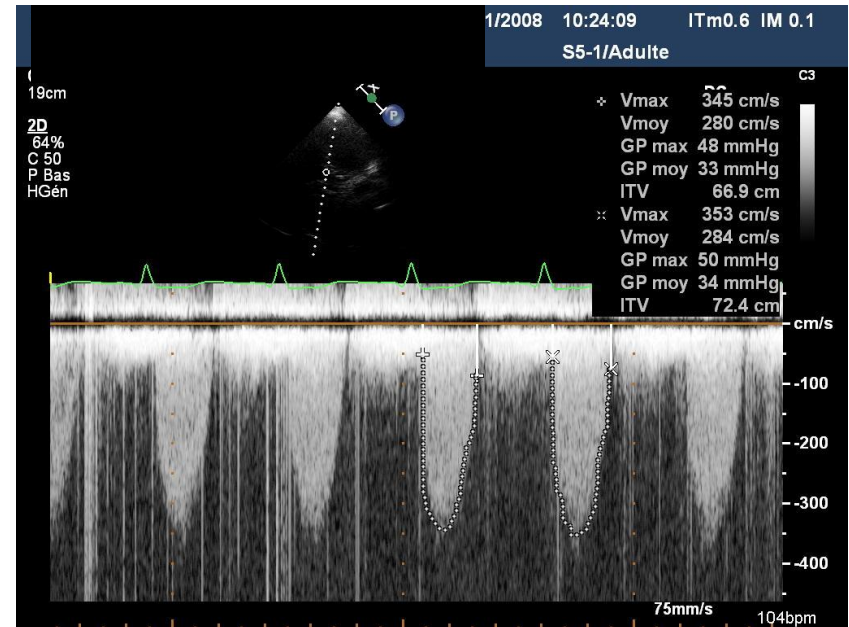 1/2008 10:24:09 ITm0.6 IM 0.1
S5-1/Adulte
C3
19cm
2D
64%
C 50
P Bas
HGén
P
Vmax 345 cm/s
Vmoy 280 cm/s
GP max 48 mmHg
GP moy 33 mmHg
ITV 66.9 cm
Vmax 353 cm/s
Vmoy 284 cm/s
GP max 50 mmHg
GP moy 34 mmHg
ITV 72.4 cm
cm/s
-100
-200
-300
-400
75mm/s
104bpm